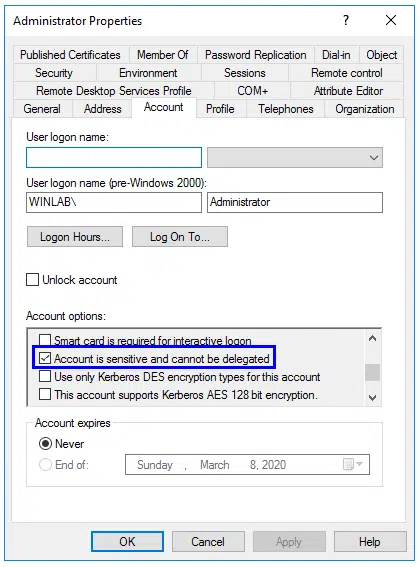 Administrator Properties ? ×
Published Certificates Member Of Password Replication Dial-in Object
Security Environment Sessions Remote control
Remote Desktop Services Profile COM+ Attribute Editor
General Address Account Profile Telephones Organization
User logon name:
User logon name (pre-Windows 2000):
WINLAB\ Administrator
Logon Hours... Log On To...
Unlock account
Account options:
Smart card is required for interactive logon
Account is sensitive and cannot be delegated
Use only Kerberos DES encryption types for this account
This account supports Kerberos AES 128 bit encryption.
Account expires
Never
End of: Sunday , March 8, 2020
OK Cancel Apply Help